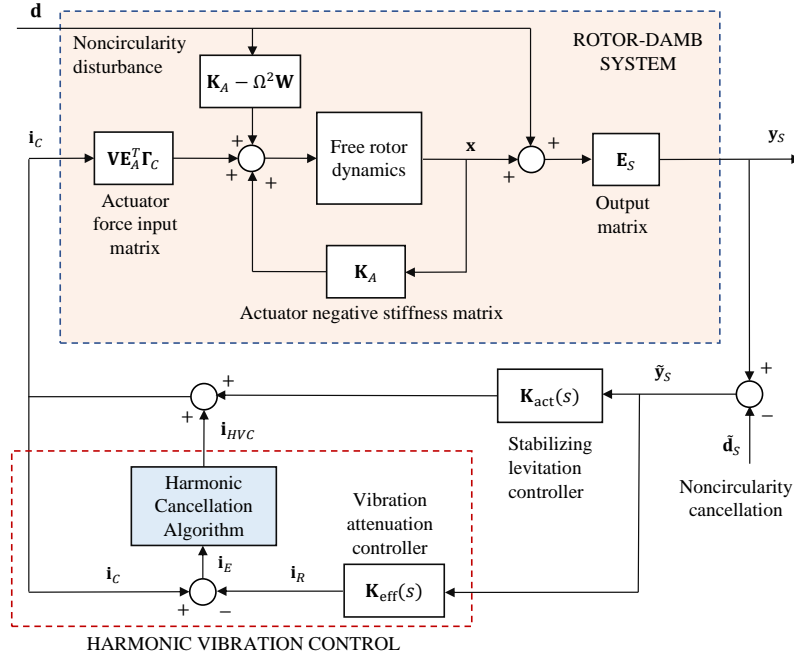 d
Noncircularity
disturbance
ROTOR-DAMB
SYSTEM
K_A − Ω²W
i_C
VE_A^TΓ_C
Actuator
force input
matrix
+
+
+
Free rotor
dynamics
x
+
+
E_S
Output
matrix
y_S
K_A
Actuator negative stiffness matrix
+
+
i_HVC
K_act(s)
Stabilizing
levitation
controller
ỹ_S
+
−
d̃_S
Noncircularity
cancellation
Harmonic
Cancellation
Algorithm
Vibration
attenuation
controller
i_C
i_E
i_R
+
−
K_eff(s)
HARMONIC VIBRATION CONTROL